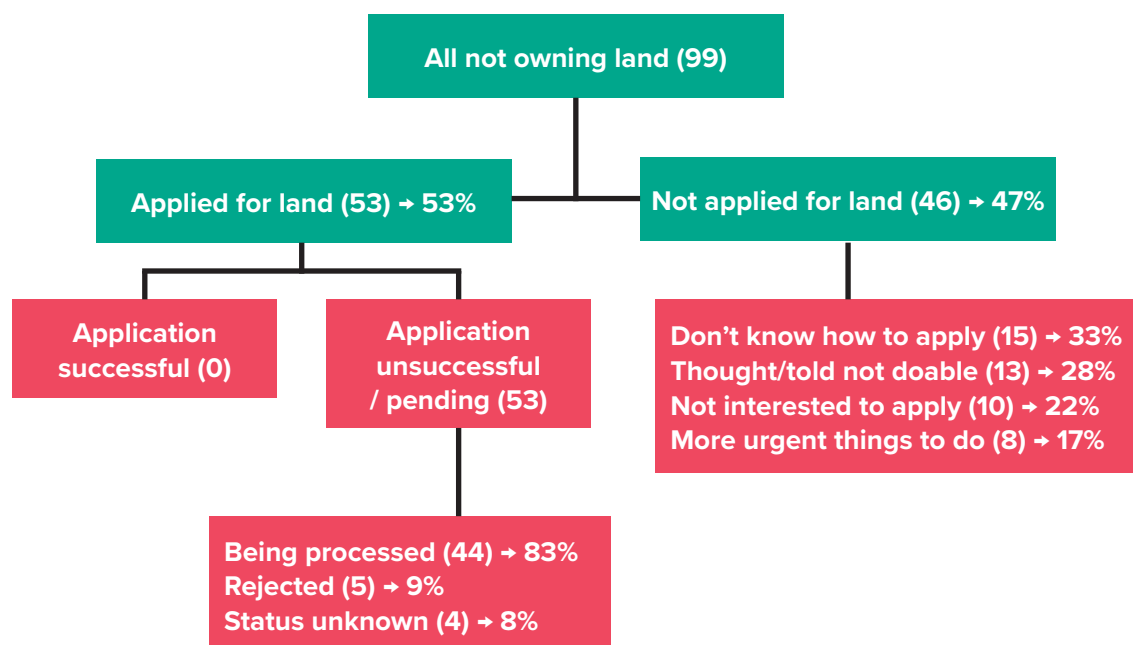 All not owning land (99)
Applied for land (53) → 53%
Not applied for land (46) → 47%
Application
successful (0)
Application
unsuccessful
/ pending (53)
Don’t know how to apply (15) → 33%
Thought/told not doable (13) → 28%
Not interested to apply (10) → 22%
More urgent things to do (8) → 17%
Being processed (44) → 83%
Rejected (5) → 9%
Status unknown (4) → 8%